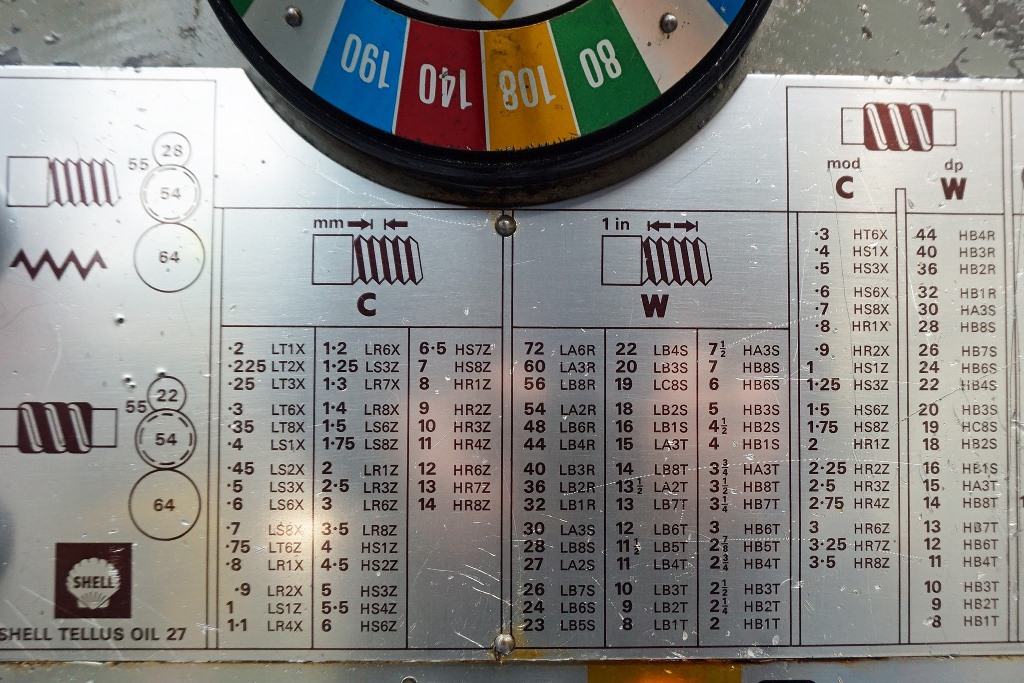 190 140 108 80
28
55
54
64
22
55
54
64
SHELL
SHELL TELLUS OIL 27
mm
C
·2 LT1X 1·2 LR6X 6·5 HS7Z
·225 LT2X 1·25 LS3Z 7 HS8Z
·25 LT3X 1·3 LR7X 8 HR1Z
·3 LT6X 1·4 LR8X 9 HR2Z
·35 LT8X 1·5 LS6Z 10 HR3Z
·4 LS1X 1·75 LS8Z 11 HR4Z
·45 LS2X 2 LR1Z 12 HR6Z
·5 LS3X 2·5 LR3Z 13 HR7Z
·6 LS6X 3 LR6Z 14 HR8Z
·7 LS8X 3·5 LR8Z
·75 LT6Z 4 HS1Z
·8 LR1X 4·5 HS2Z
·9 LR2X 5 HS3Z
1 LS1Z 5·5 HS4Z
1·1 LR4X 6 HS6Z
1 in
W
72 LA6R 22 LB4S 7½ HA3S
60 LA3R 20 LB3S 7 HB8S
56 LB8R 19 LC8S 6 HB6S
54 LA2R 18 LB2S 5 HB3S
48 LB6R 16 LB1S 4½ HB2S
44 LB4R 15 LA3T 4 HB1S
40 LB3R 14 LB8T 3¾ HA3T
36 LB2R 13½ LA2T 3½ HB8T
32 LB1R 13 LB7T 3¼ HB7T
30 LA3S 12 LB6T 3 HB6T
28 LB8S 11½ LB5T 2⅞ HB5T
27 LA2S 11 LB4T 2¾ HB4T
26 LB7S 10 LB3T 2½ HB3T
24 LB6S 9 LB2T 2¼ HB2T
23 LB5S 8 LB1T 2 HB1T
mod dp
C W
·3 HT6X 44 HB4R
·4 HS1X 40 HB3R
·5 HS3X 36 HB2R
·6 HS6X 32 HB1R
·7 HS8X 30 HA3S
·8 HR1X 28 HB8S
·9 HR2X 26 HB7S
1 HS1Z 24 HB6S
1·25 HS3Z 22 HB4S
1·5 HS6Z 20 HB3S
1·75 HS8Z 19 HC8S
2 HR1Z 18 HB2S
2·25 HR2Z 16 HB1S
2·5 HR3Z 15 HA3T
2·75 HR4Z 14 HB8T
3 HR6Z 13 HB7T
3·25 HR7Z 12 HB6T
3·5 HR8Z 11 HB4T
10 HB3T
9 HB2T
8 HB1T